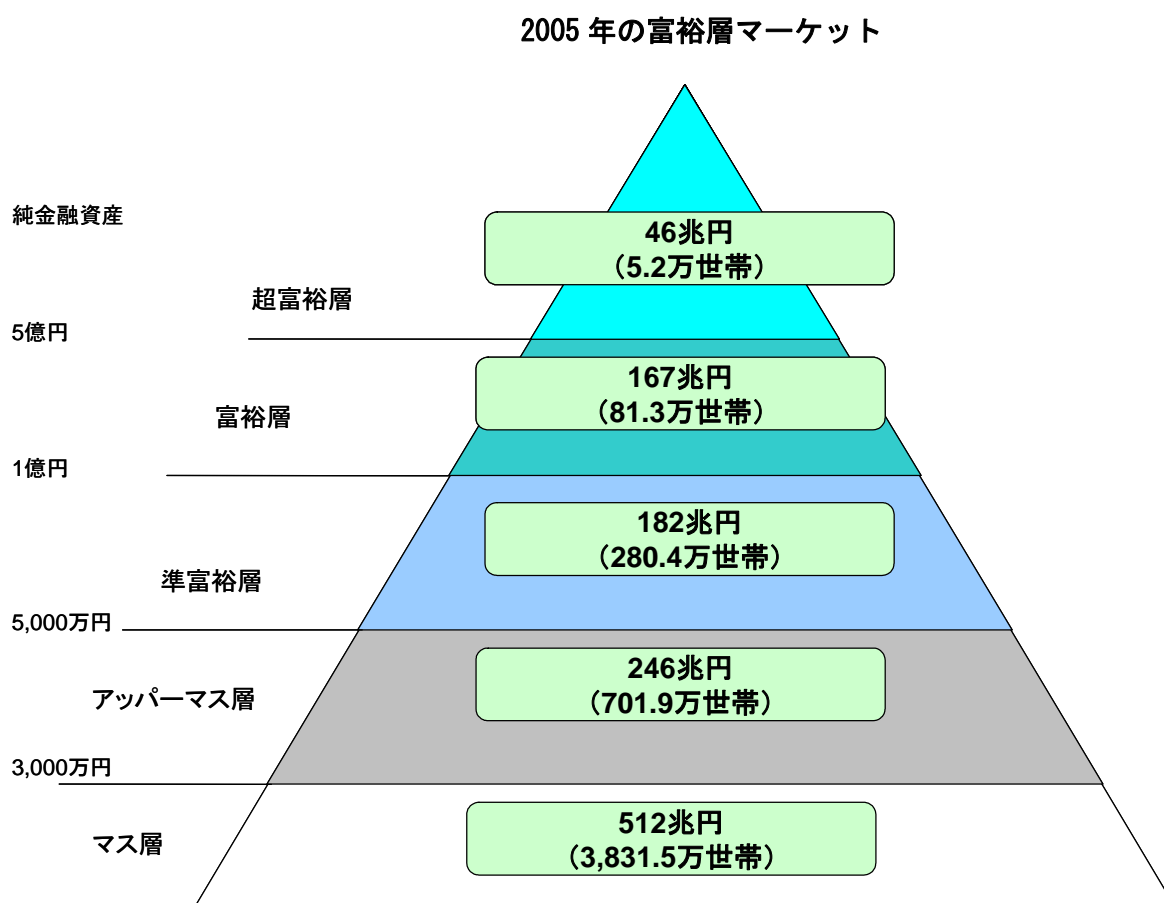 2005 年の富裕層マーケット
純金融資産
46兆円
（5.2万世帯）
超富裕層
5億円
167兆円
（81.3万世帯）
富裕層
1億円
182兆円
（280.4万世帯）
準富裕層
5,000万円
246兆円
（701.9万世帯）
アッパーマス層
3,000万円
512兆円
（3,831.5万世帯）
マス層